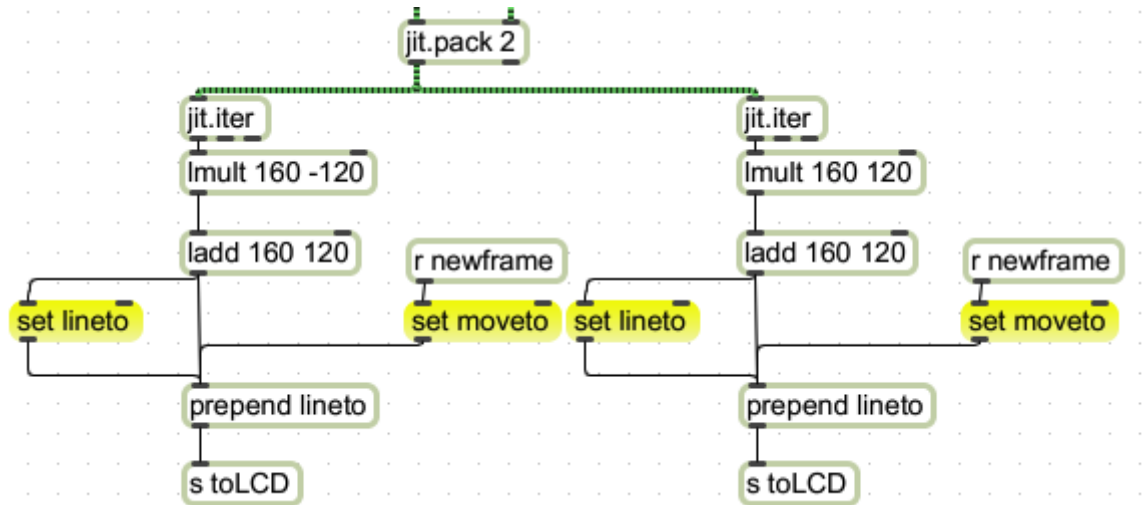 jit.pack 2
jit.iter
jit.iter
lmult 160 -120
lmult 160 120
ladd 160 120
r newframe
ladd 160 120
r newframe
set lineto
set moveto
set lineto
set moveto
prepend lineto
prepend lineto
s toLCD
s toLCD